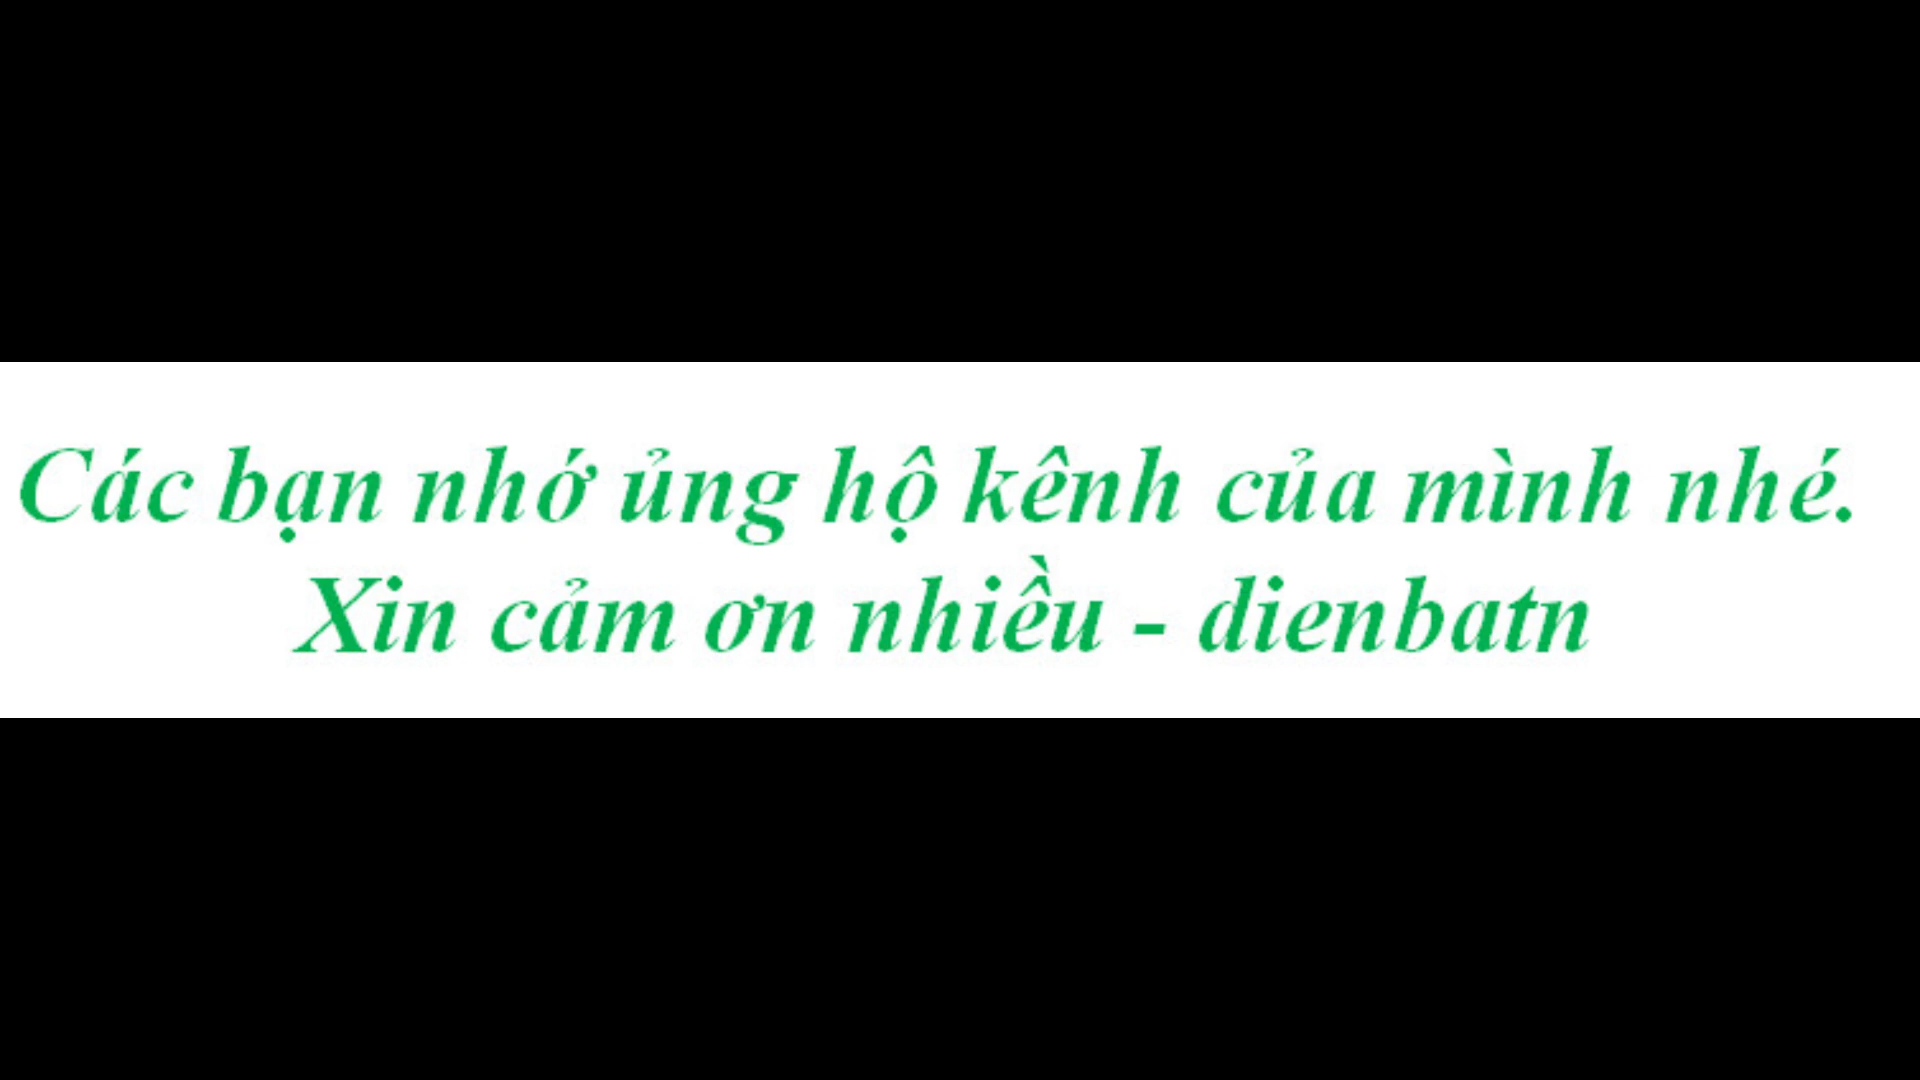 Các bạn nhớ ủng hộ kênh của mình nhé.
Xin cảm ơn nhiều - dienbatn